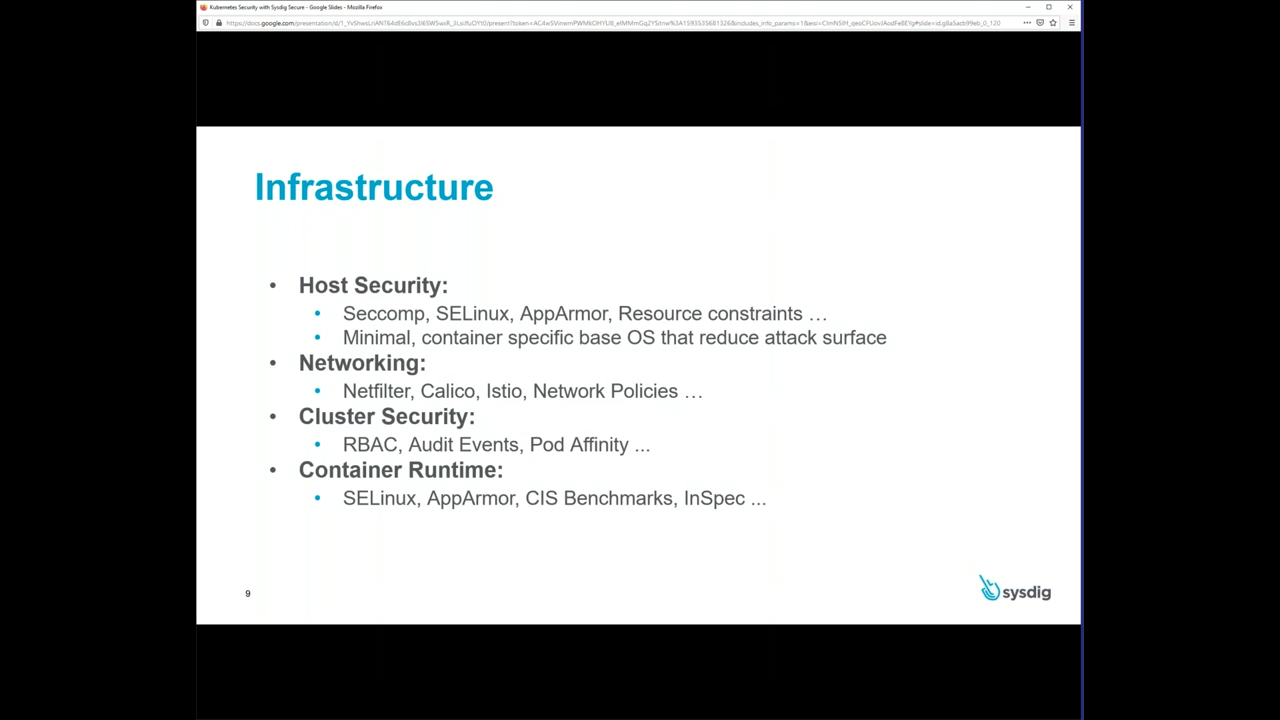 Kubernetes Security with Sysdig Secure - Google Slides - Mozilla Firefox
Infrastructure
• Host Security:
• Seccomp, SELinux, AppArmor, Resource constraints …
• Minimal, container specific base OS that reduce attack surface
• Networking:
• Netfilter, Calico, Istio, Network Policies …
• Cluster Security:
• RBAC, Audit Events, Pod Affinity ...
• Container Runtime:
• SELinux, AppArmor, CIS Benchmarks, InSpec ...
9
sysdig